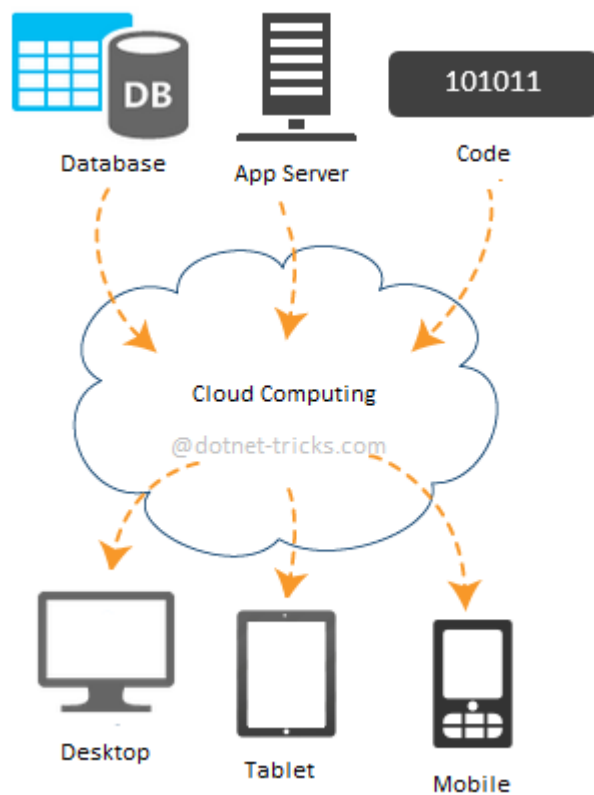 DB
101011
Database
App Server
Code
Cloud Computing
@dotnet-tricks.com
Desktop
Tablet
Mobile